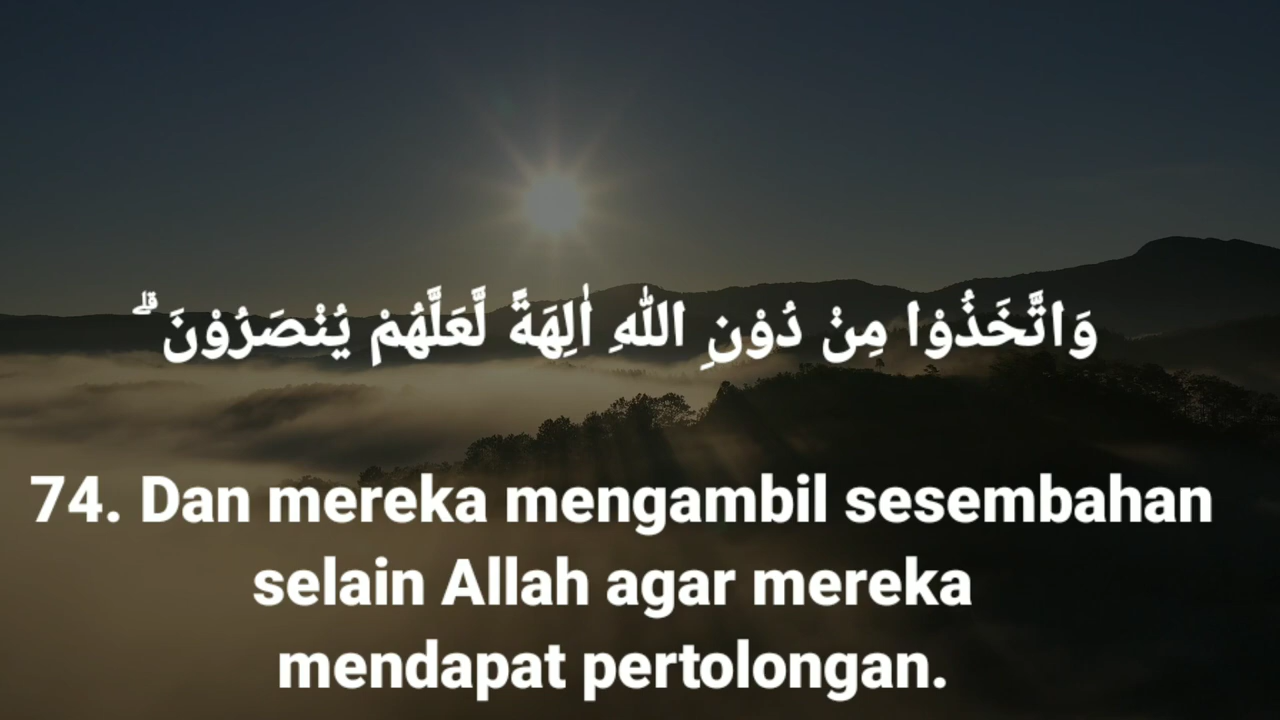 وَاتَّخَذُوْا مِنْ دُوْنِ اللّٰهِ اٰلِهَةً لَّعَلَّهُمْ يُنْصَرُوْنَ ۗ
74. Dan mereka mengambil sesembahan
selain Allah agar mereka
mendapat pertolongan.